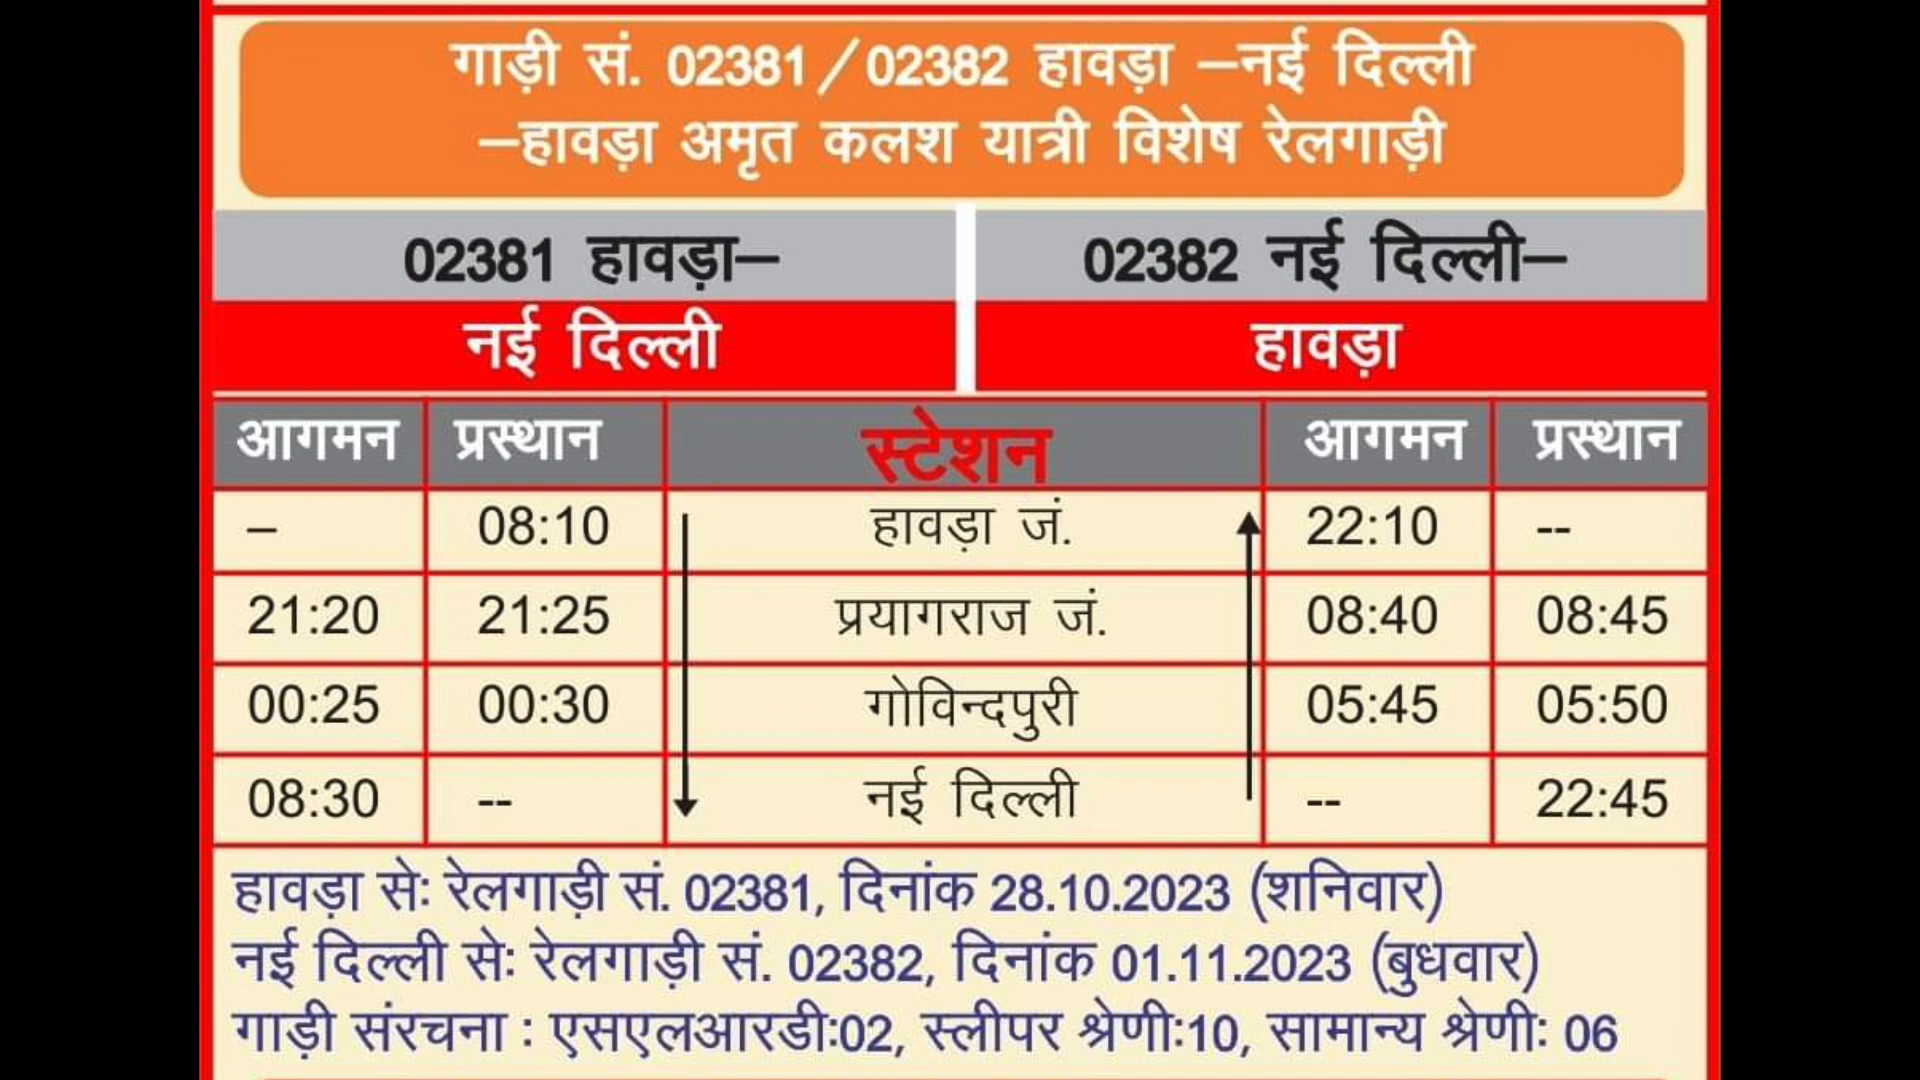 गाड़ी सं. 02381/02382 हावड़ा –नई दिल्ली
–हावड़ा अमृत कलश यात्री विशेष रेलगाड़ी
02381 हावड़ा– 02382 नई दिल्ली–
नई दिल्ली हावड़ा
आगमन प्रस्थान स्टेशन आगमन प्रस्थान
– 08:10 हावड़ा जं. 22:10 --
21:20 21:25 प्रयागराज जं. 08:40 08:45
00:25 00:30 गोविन्दपुरी 05:45 05:50
08:30 -- नई दिल्ली -- 22:45
हावड़ा से: रेलगाड़ी सं. 02381, दिनांक 28.10.2023 (शनिवार)
नई दिल्ली से: रेलगाड़ी सं. 02382, दिनांक 01.11.2023 (बुधवार)
गाड़ी संरचना : एसएलआरडी:02, स्लीपर श्रेणी:10, सामान्य श्रेणी: 06